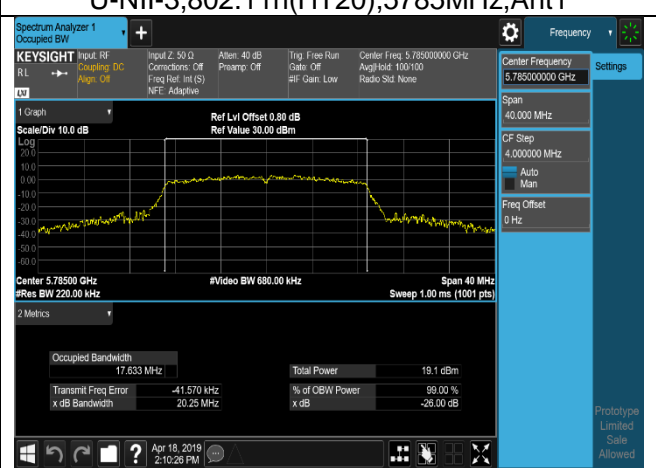 U-NII-3,802.11n(HT20),5785MHz,Ant1
Spectrum Analyzer 1
Occupied BW
Frequency
KEYSIGHT Input: RF
R L
Coupling: DC
Align: Off
LXI
Input Z: 50 Ω
Corrections: Off
Freq Ref: Int (S)
NFE: Adaptive
Atten: 40 dB
Preamp: Off
Trig: Free Run
Gate: Off
#IF Gain: Low
Center Freq: 5.785000000 GHz
Avg|Hold: 100/100
Radio Std: None
Center Frequency
5.785000000 GHz
Settings
Span
40.000 MHz
CF Step
4.000000 MHz
Auto
Man
Freq Offset
0 Hz
1 Graph
Scale/Div 10.0 dB
Ref Lvl Offset 0.80 dB
Ref Value 30.00 dBm
Log
20.0
10.0
0.00
-10.0
-20.0
-30.0
-40.0
-50.0
-60.0
Center 5.78500 GHz
#Video BW 680.00 kHz
Span 40 MHz
#Res BW 220.00 kHz
Sweep 1.00 ms (1001 pts)
2 Metrics
Occupied Bandwidth
17.633 MHz
Total Power 19.1 dBm
Transmit Freq Error -41.570 kHz
% of OBW Power 99.00 %
x dB Bandwidth 20.25 MHz
x dB -26.00 dB
Prototype
Limited
Sale
Allowed
?
Apr 18, 2019
2:10:26 PM